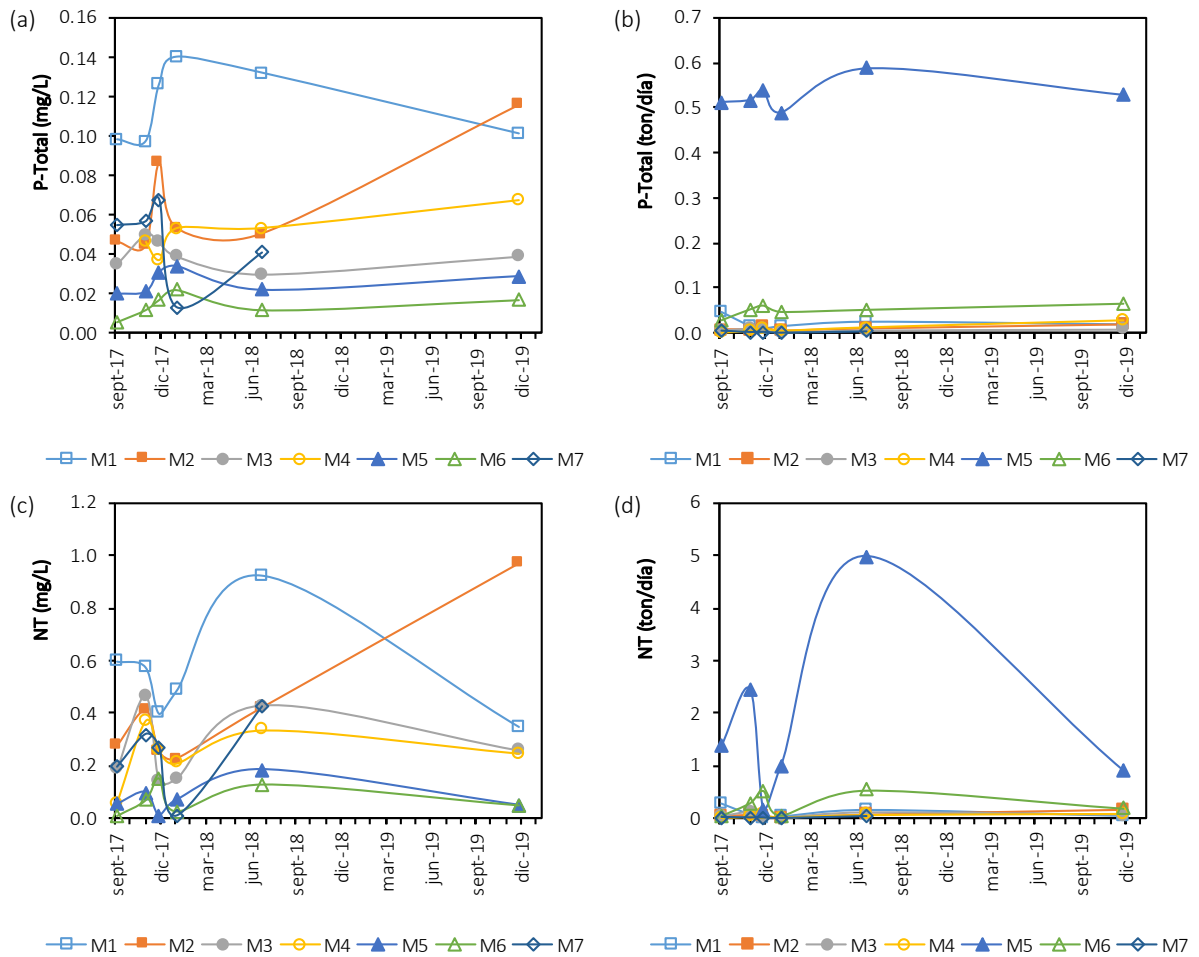 (a)
P-Total (mg/L)
0.16
0.14
0.12
0.10
0.08
0.06
0.04
0.02
0.00
sept-17
dic-17
mar-18
jun-18
sept-18
dic-18
mar-19
jun-19
sept-19
dic-19
M1 M2 M3 M4 M5 M6 M7
(b)
P-Total (ton/día)
0.7
0.6
0.5
0.4
0.3
0.2
0.1
0.0
sept-17
dic-17
mar-18
jun-18
sept-18
dic-18
mar-19
jun-19
sept-19
dic-19
M1 M2 M3 M4 M5 M6 M7
(c)
NT (mg/L)
1.2
1.0
0.8
0.6
0.4
0.2
0.0
sept-17
dic-17
mar-18
jun-18
sept-18
dic-18
mar-19
jun-19
sept-19
dic-19
M1 M2 M3 M4 M5 M6 M7
(d)
NT (ton/día)
6
5
4
3
2
1
0
sept-17
dic-17
mar-18
jun-18
sept-18
dic-18
mar-19
jun-19
sept-19
dic-19
M1 M2 M3 M4 M5 M6 M7